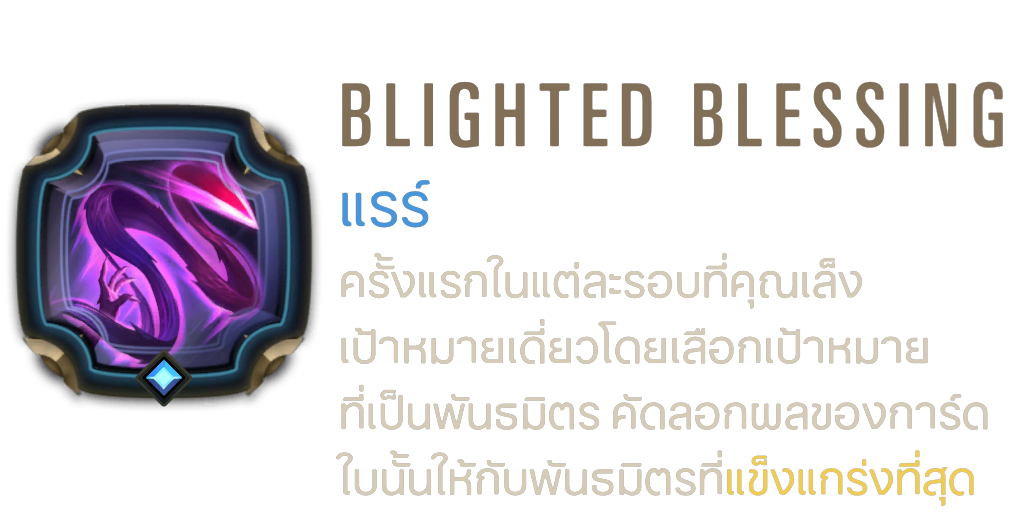 BLIGHTED BLESSING
แรร์
ครั้งแรกในแต่ละรอบที่คุณเล็ง
เป้าหมายเดี่ยวโดยเลือกเป้าหมาย
ที่เป็นพันธมิตร คัดลอกผลของการ์ด
ใบนั้นให้กับพันธมิตรที่แข็งแกร่งที่สุด